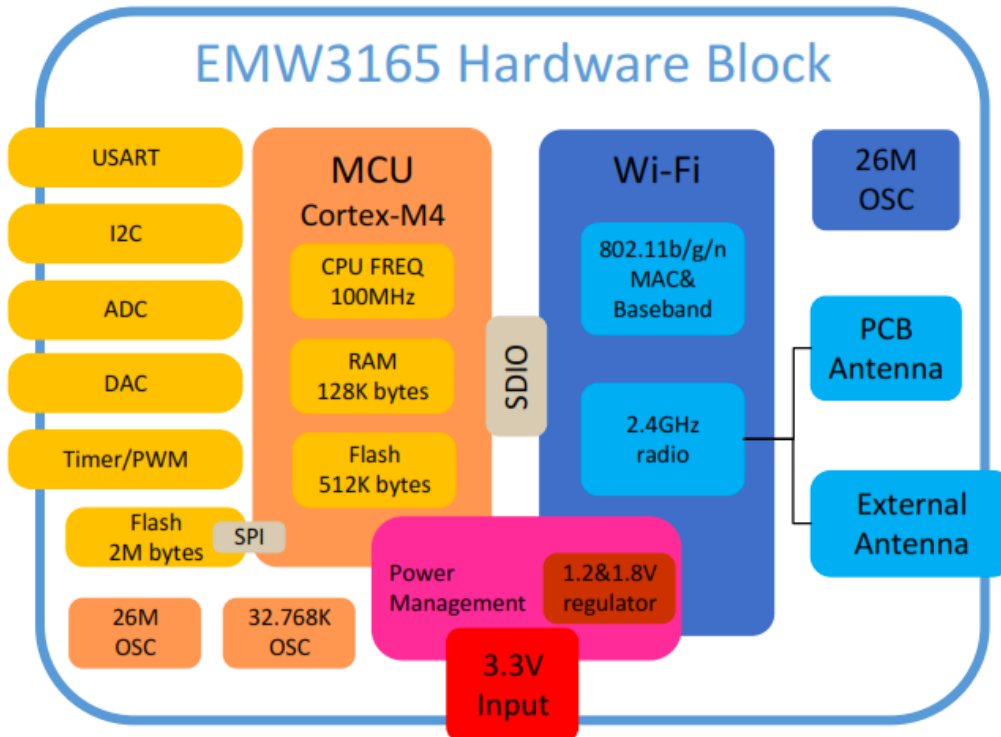 EMW3165 Hardware Block
USART
I2C
ADC
DAC
Timer/PWM
Flash
2M bytes
SPI
26M
OSC
32.768K
OSC
MCU
Cortex-M4
CPU FREQ
100MHz
RAM
128K bytes
Flash
512K bytes
SDIO
Wi-Fi
802.11b/g/n
MAC&
Baseband
2.4GHz
radio
26M
OSC
PCB
Antenna
External
Antenna
Power
Management
1.2&1.8V
regulator
3.3V
Input